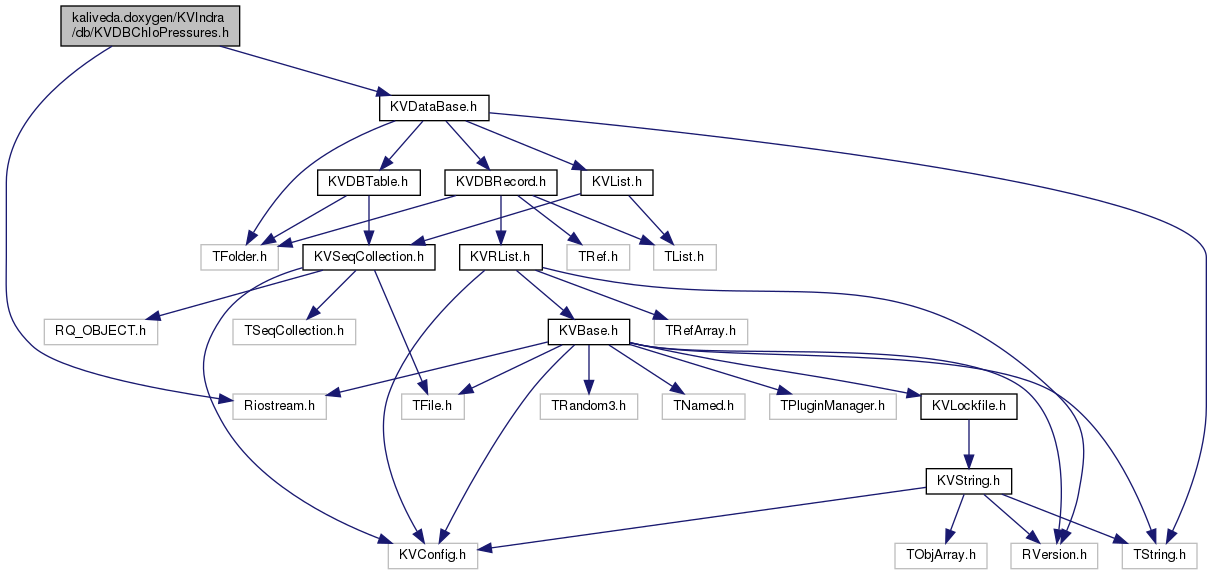 kaliveda.doxygen/KVIndra
/db/KVDBChIoPressures.h
KVDataBase.h
KVDBTable.h
KVDBRecord.h
KVList.h
TFolder.h
KVSeqCollection.h
KVRList.h
TRef.h
TList.h
RQ_OBJECT.h
TSeqCollection.h
KVBase.h
TRefArray.h
Riostream.h
TFile.h
TRandom3.h
TNamed.h
TPluginManager.h
KVLockfile.h
KVString.h
KVConfig.h
TObjArray.h
RVersion.h
TString.h